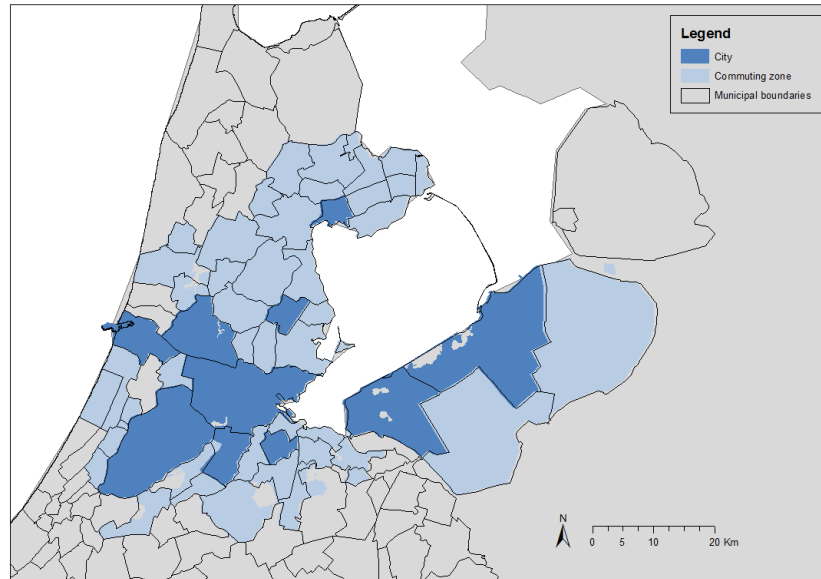 Legend
City
Commuting zone
Municipal boundaries
N
0 5 10 20 Km